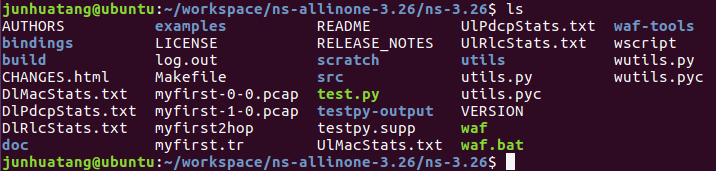 junhuatang@ubuntu:~/workspace/ns-allinone-3.26/ns-3.26$ ls
AUTHORS examples README UlPdcpStats.txt waf-tools
bindings LICENSE RELEASE_NOTES UlRlcStats.txt wscript
build log.out scratch utils wutils.py
CHANGES.html Makefile src utils.py wutils.pyc
DlMacStats.txt myfirst-0-0.pcap test.py utils.pyc
DlPdcpStats.txt myfirst-1-0.pcap testpy-output VERSION
DlRlcStats.txt myfirst2hop testpy.supp waf
doc myfirst.tr UlMacStats.txt waf.bat
junhuatang@ubuntu:~/workspace/ns-allinone-3.26/ns-3.26$